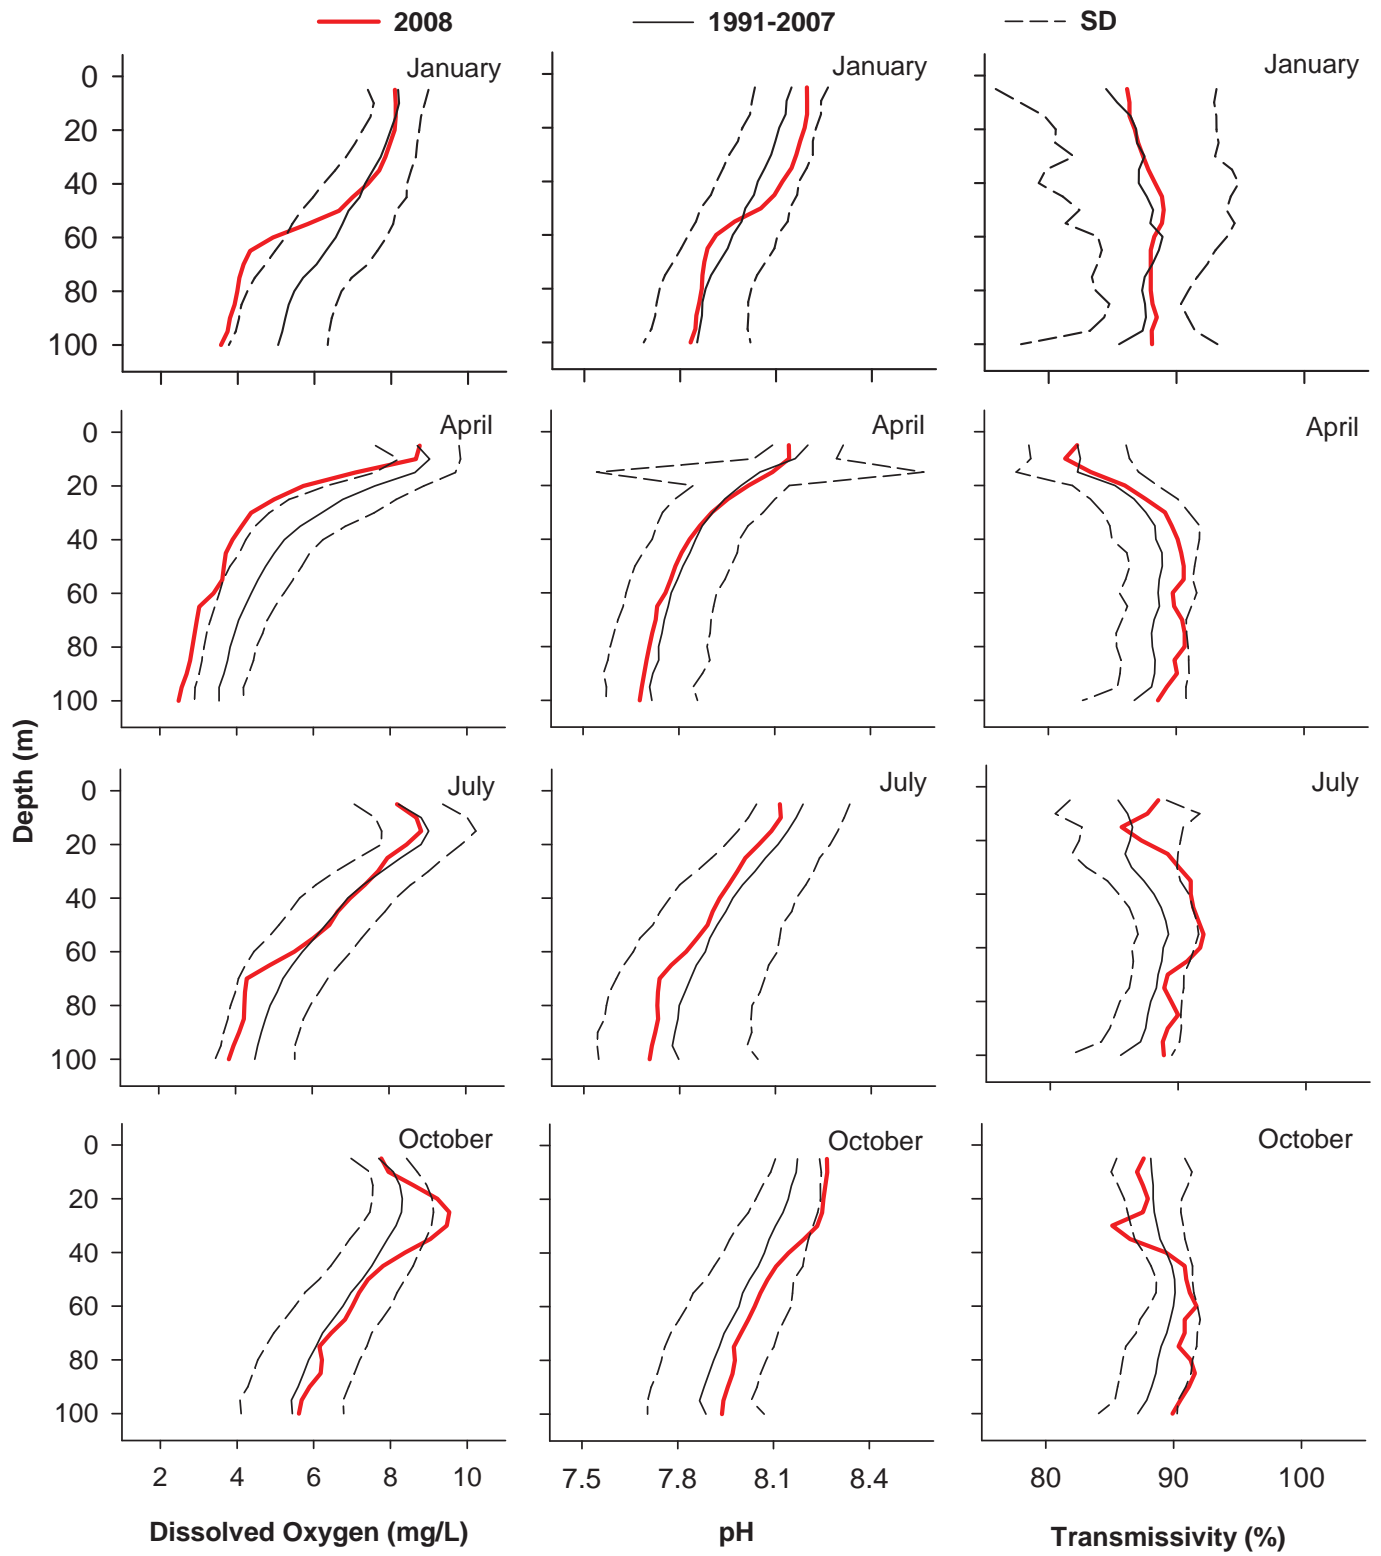 2008 1991-2007 SD
0 January January January
20
40
60
80
100
0 April April April
20
40
60
80
100
Depth (m)
0 July July July
20
40
60
80
100
0 October October October
20
40
60
80
100
2 4 6 8 10 7.5 7.8 8.1 8.4 80 90 100
Dissolved Oxygen (mg/L) pH Transmissivity (%)